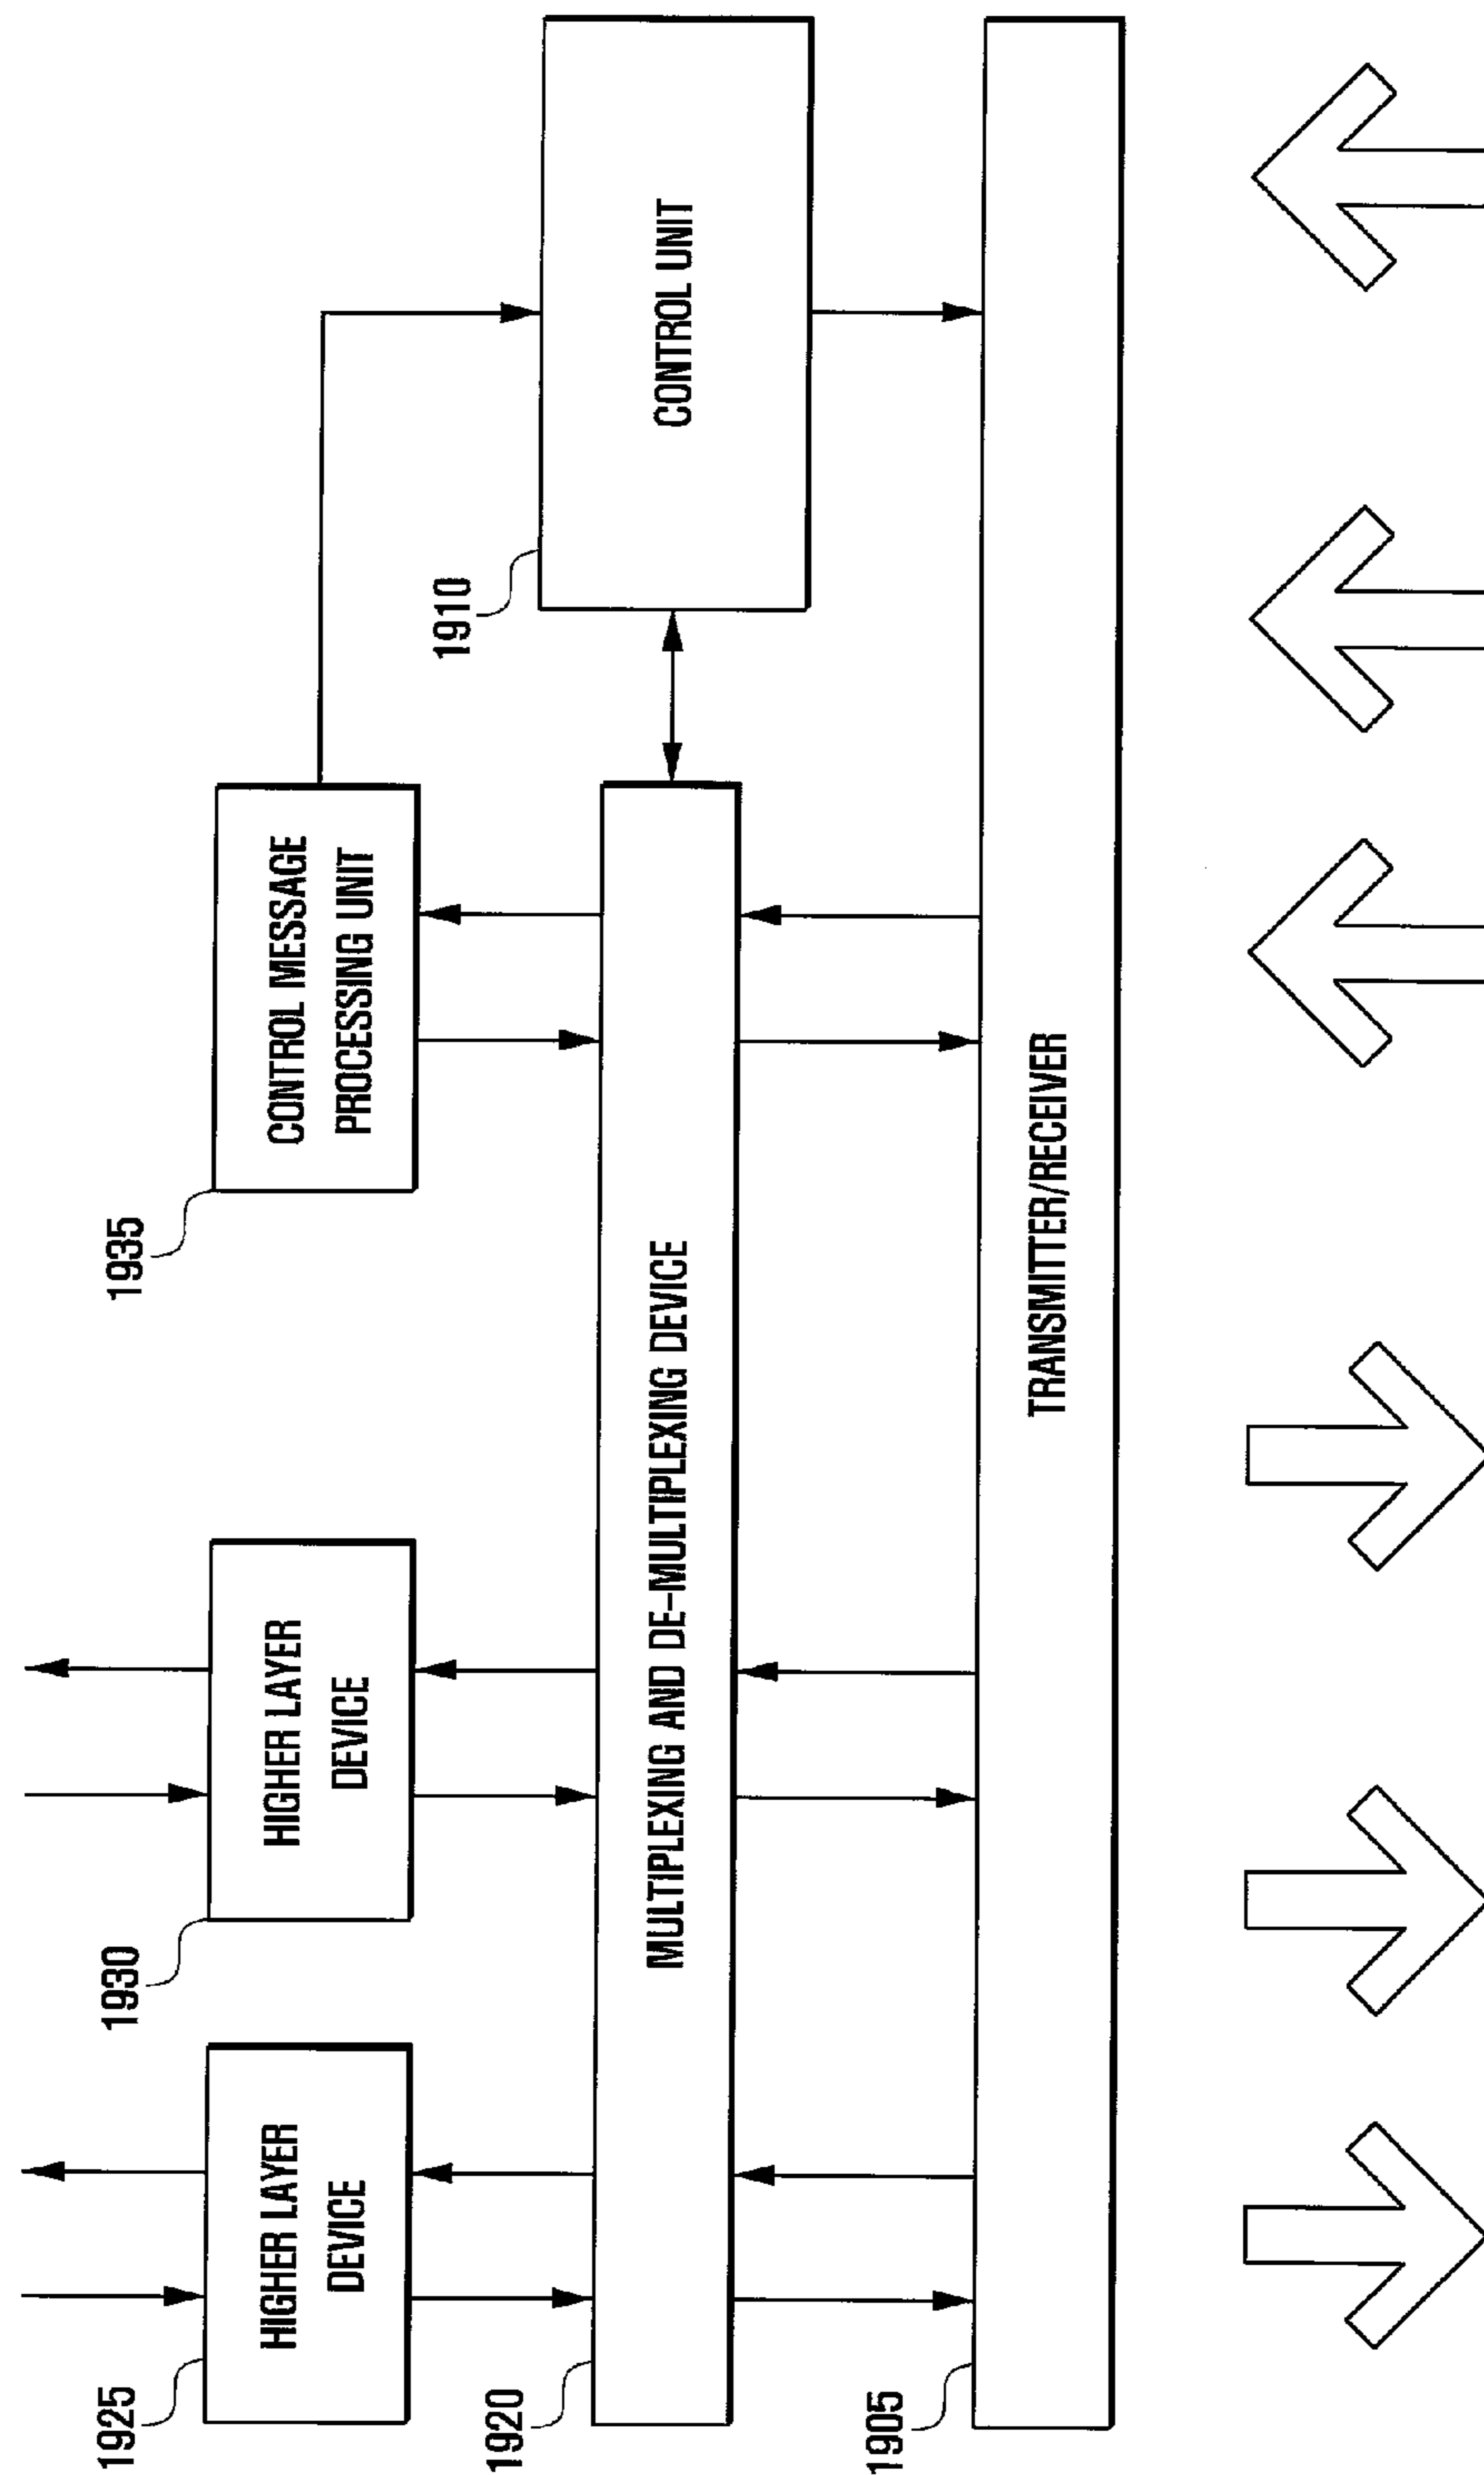 1925
HIGHER LAYER
DEVICE
1930
HIGHER LAYER
DEVICE
1935
CONTROL MESSAGE
PROCESSING UNIT
1920
MULTIPLEXING AND DE-MULTIPLEXING DEVICE
1910
CONTROL UNIT
1905
TRANSMITTER/RECEIVER